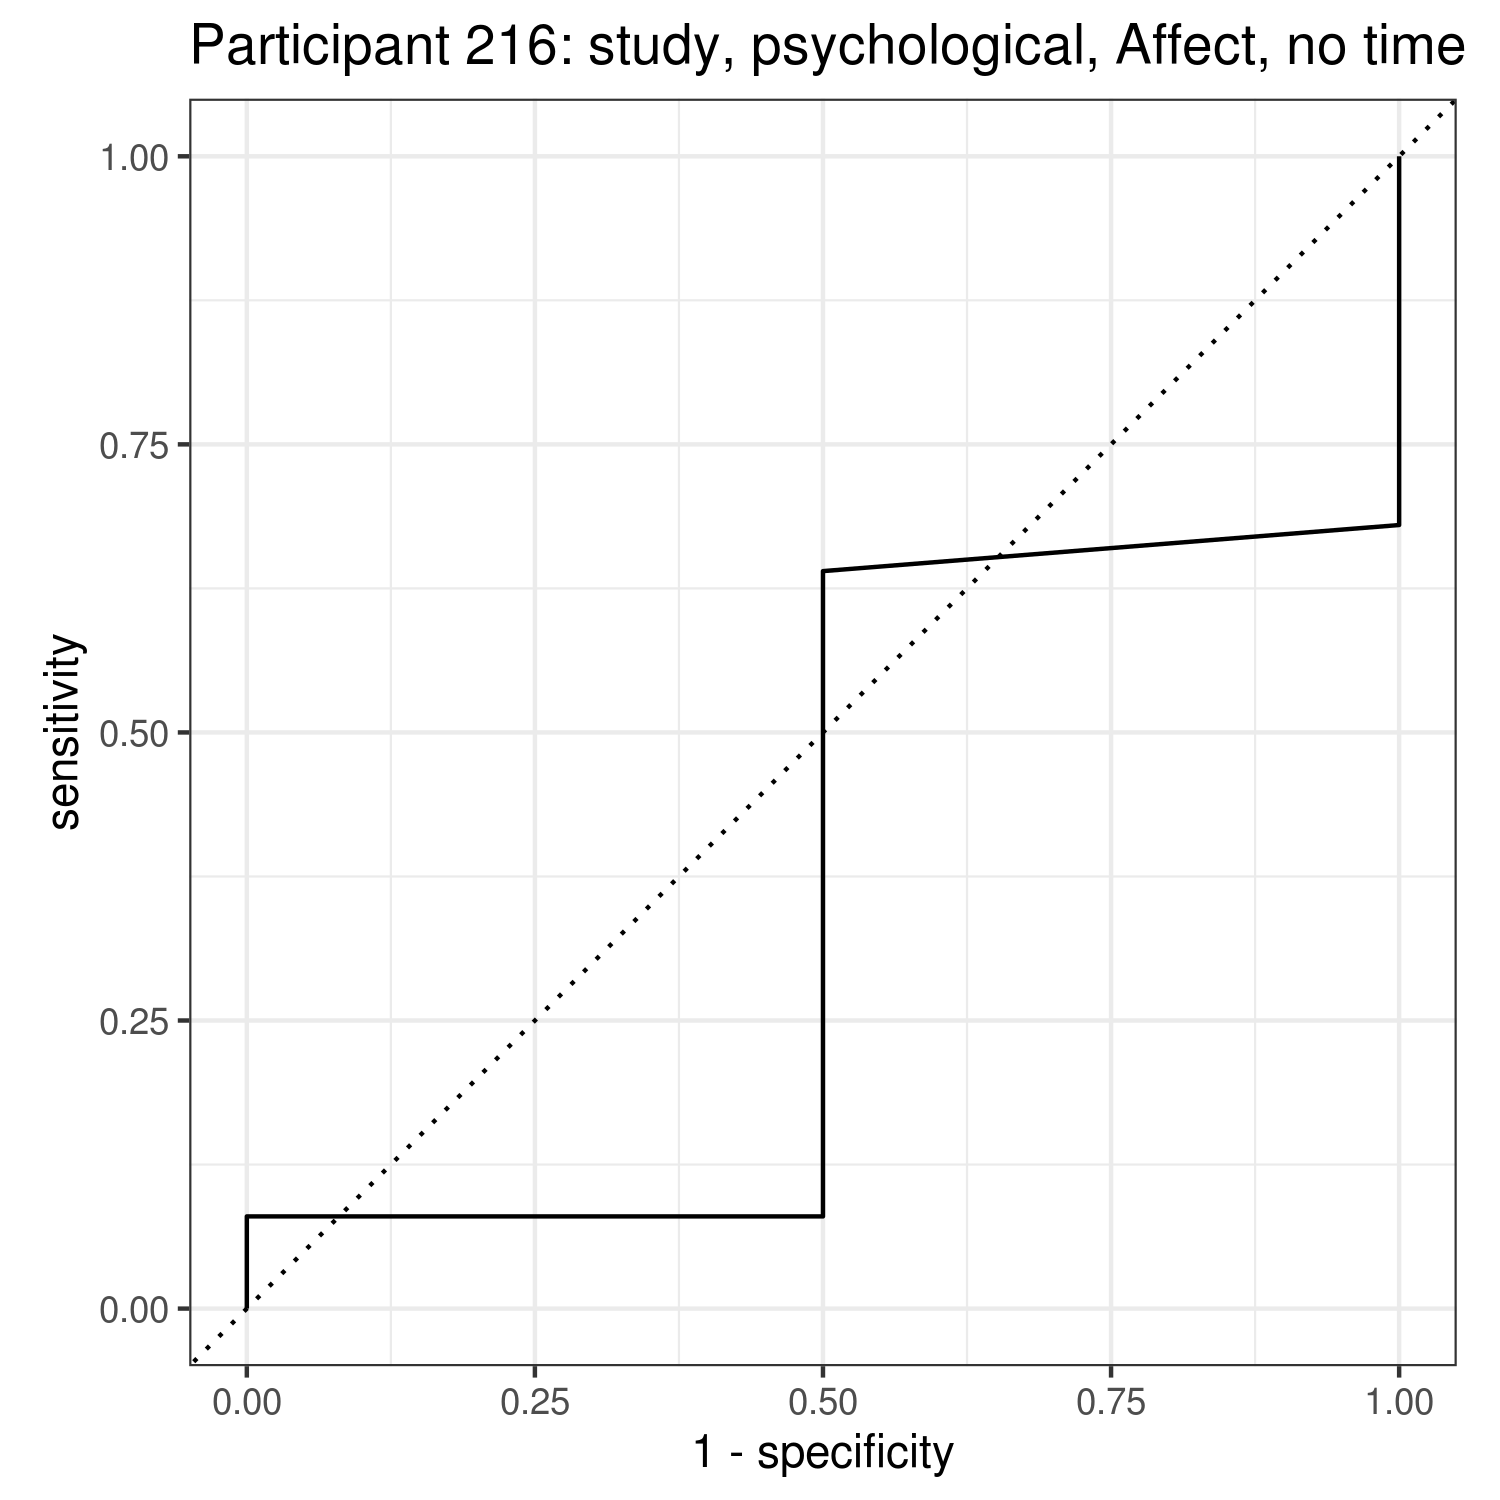 Participant 216: study, psychological, Affect, no time
1.00
0.75
0.50
0.25
0.00
sensitivity
0.00 0.25 0.50 0.75 1.00
1 - specificity